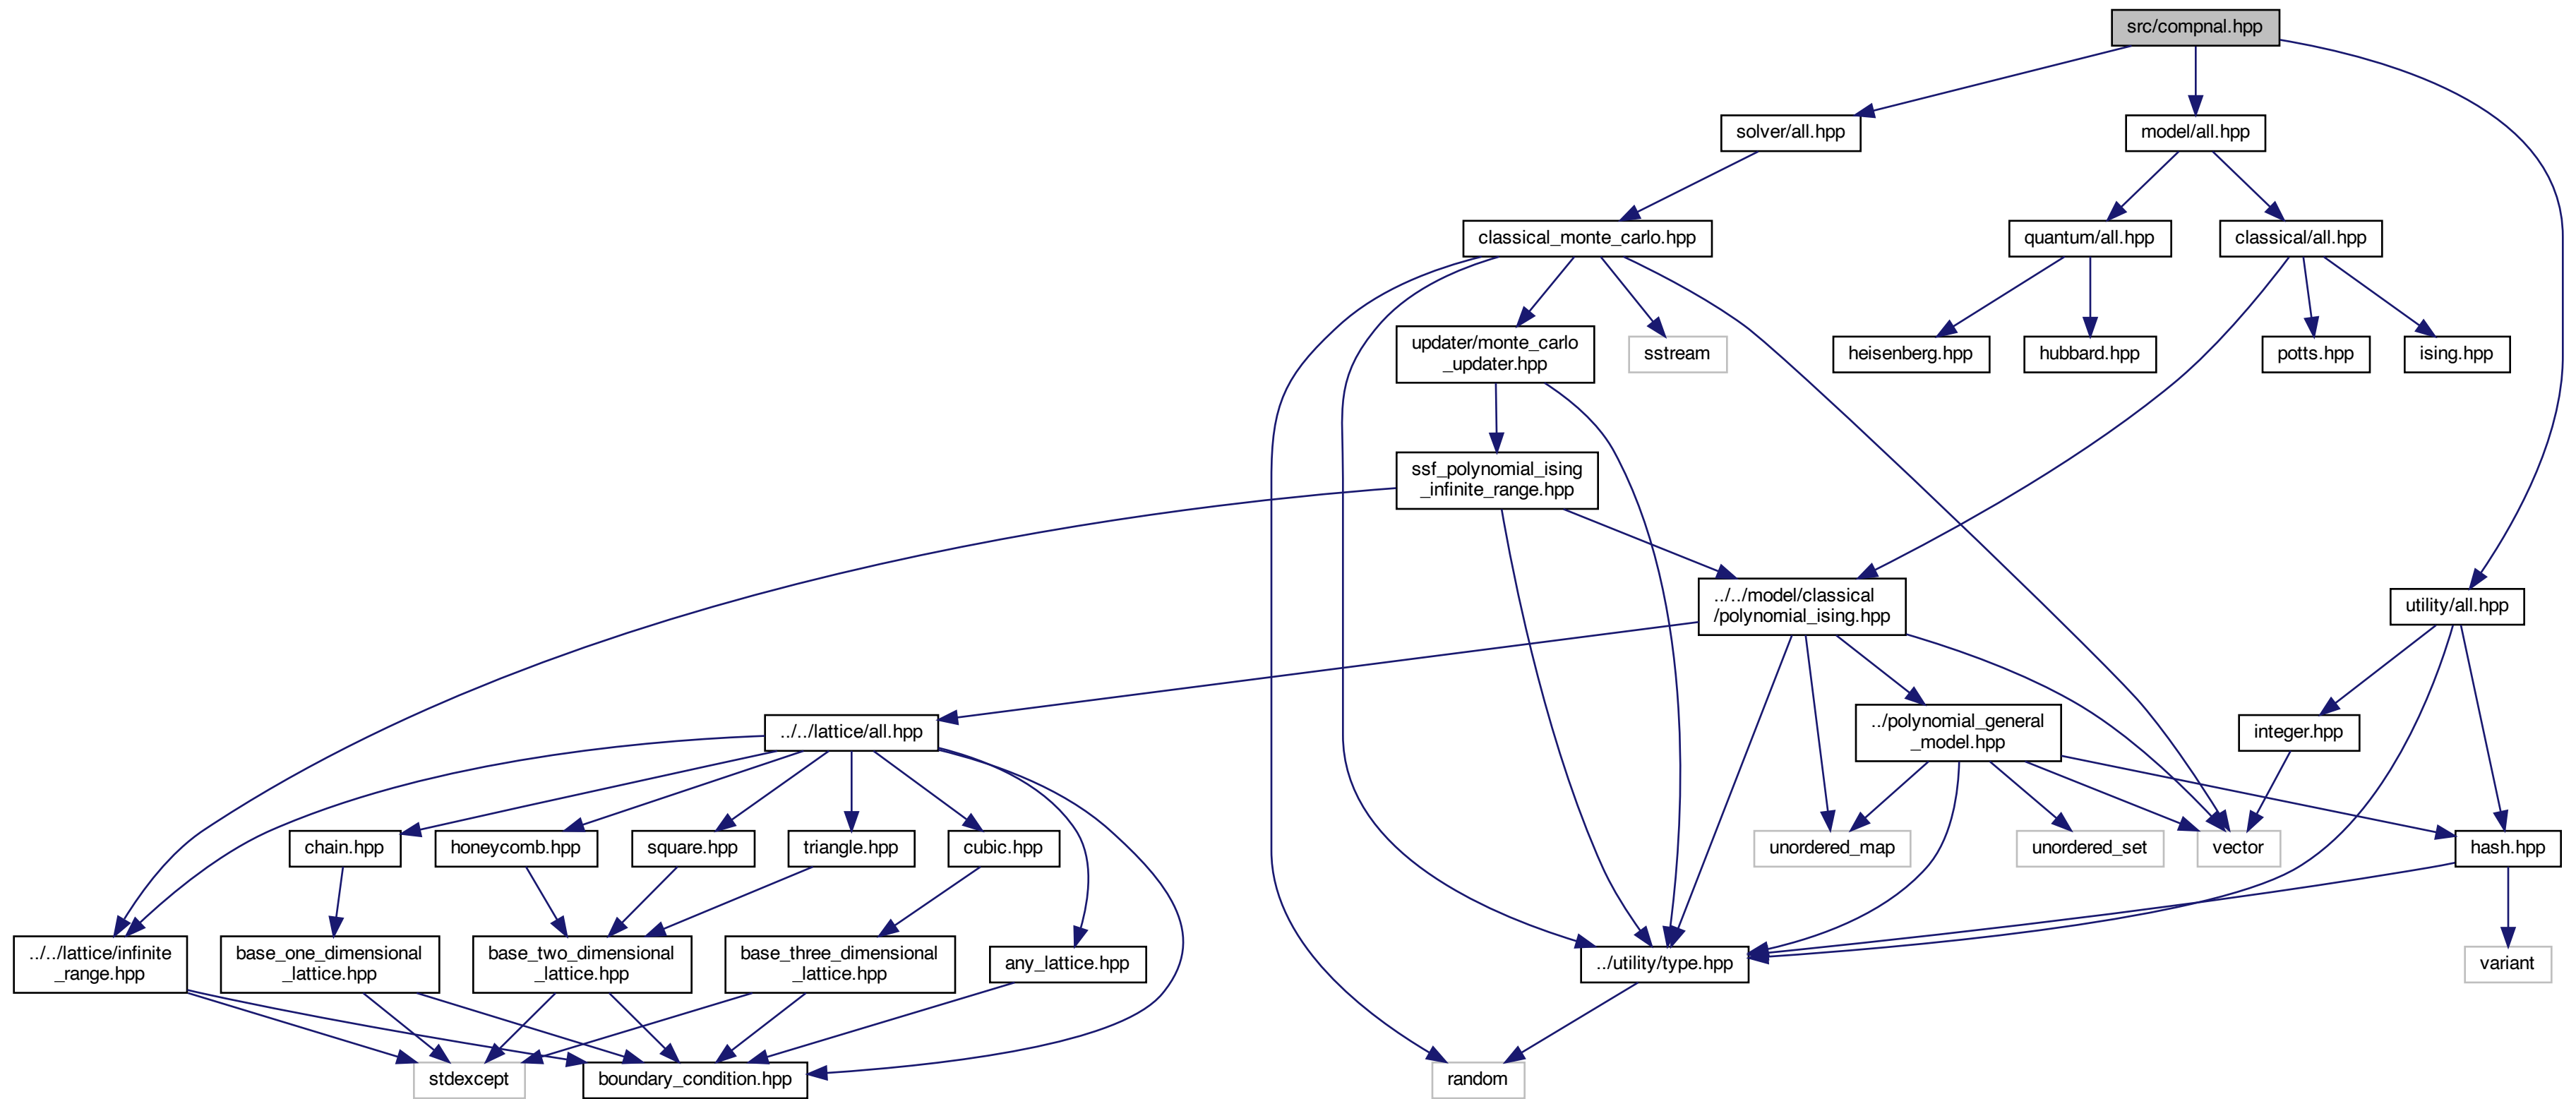 src/compnal.hpp
solver/all.hpp
model/all.hpp
classical_monte_carlo.hpp
quantum/all.hpp
classical/all.hpp
updater/monte_carlo
_updater.hpp
sstream
heisenberg.hpp
hubbard.hpp
potts.hpp
ising.hpp
ssf_polynomial_ising
_infinite_range.hpp
../../model/classical
/polynomial_ising.hpp
utility/all.hpp
../../lattice/all.hpp
../polynomial_general
_model.hpp
integer.hpp
chain.hpp
honeycomb.hpp
square.hpp
triangle.hpp
cubic.hpp
unordered_map
unordered_set
vector
hash.hpp
../../lattice/infinite
_range.hpp
base_one_dimensional
_lattice.hpp
base_two_dimensional
_lattice.hpp
base_three_dimensional
_lattice.hpp
any_lattice.hpp
../utility/type.hpp
variant
stdexcept
boundary_condition.hpp
random